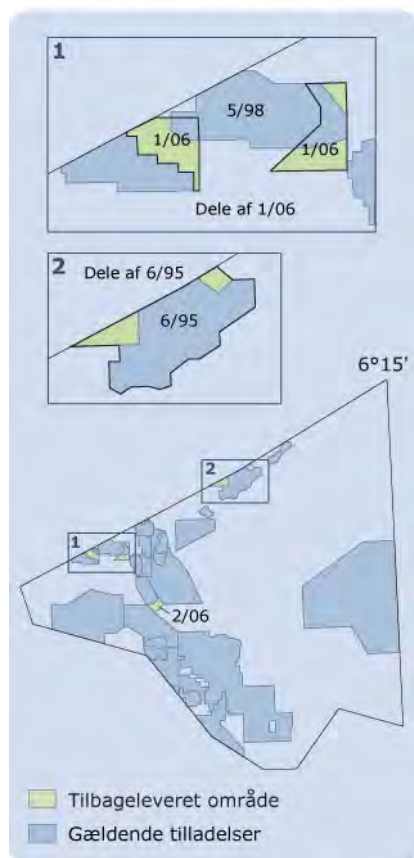 1
5/98
1/06
1/06
Dele af 1/06
2
Dele af 6/95
6/95
6°15'
2
1
2/06
Tilbageleveret område
Gældende tilladelser